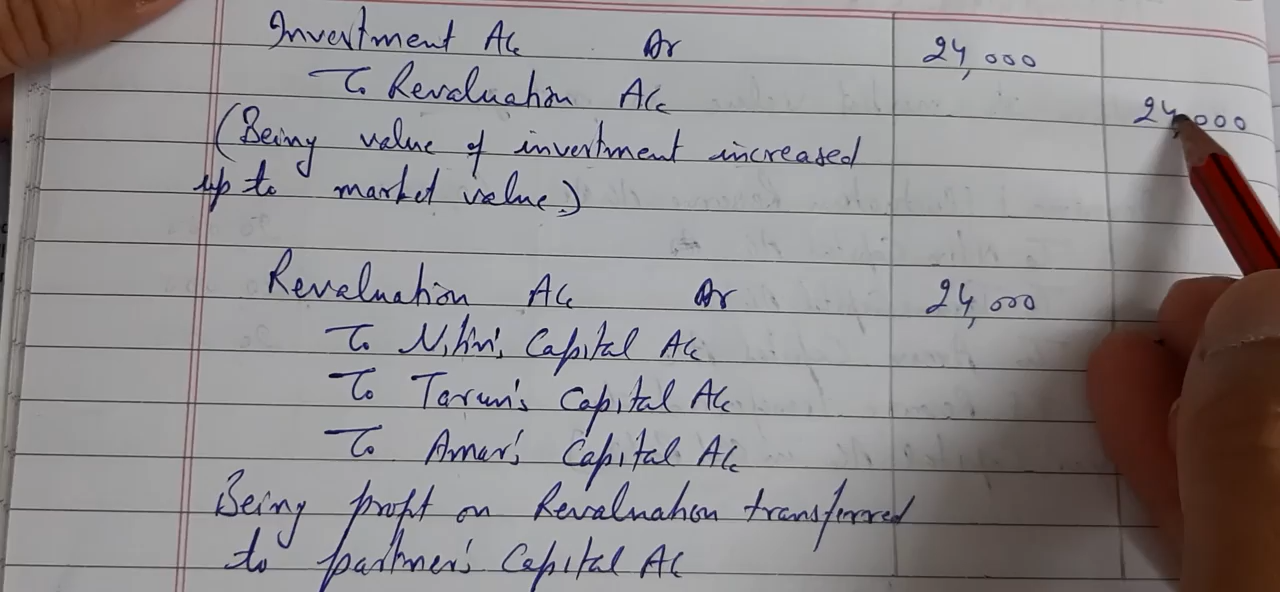 Investment A/c Dr 24,000
To Revaluation A/c 24,000
(Being value of investment increased
up to market value)
Revaluation A/c Dr 24,000
To Nitin's Capital A/c
To Tarun's Capital A/c
To Amar's Capital A/c
Being profit on Revaluation transferred
to partner's Capital A/c